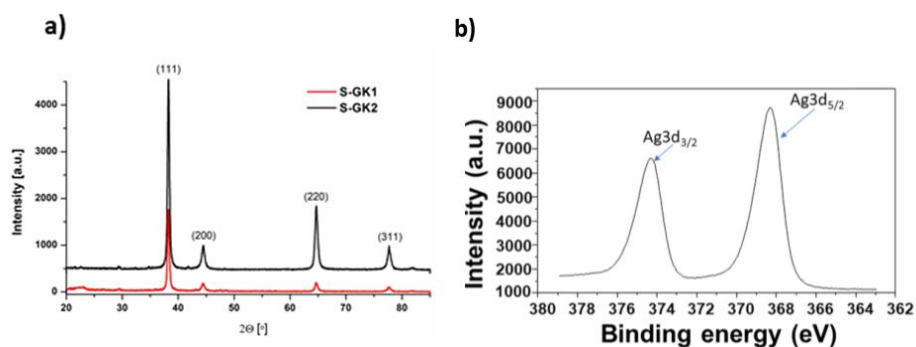 a)
(111)
S-GK1
S-GK2
(220)
(200)
(311)
Intensity [a.u.]
4000
3000
2000
1000
0
20 30 40 50 60 70 80
2Θ [°]
b)
Ag3d5/2
Ag3d3/2
Intensity (a.u.)
9000
8000
7000
6000
5000
4000
3000
2000
1000
380 378 376 374 372 370 368 366 364 362
Binding energy (eV)